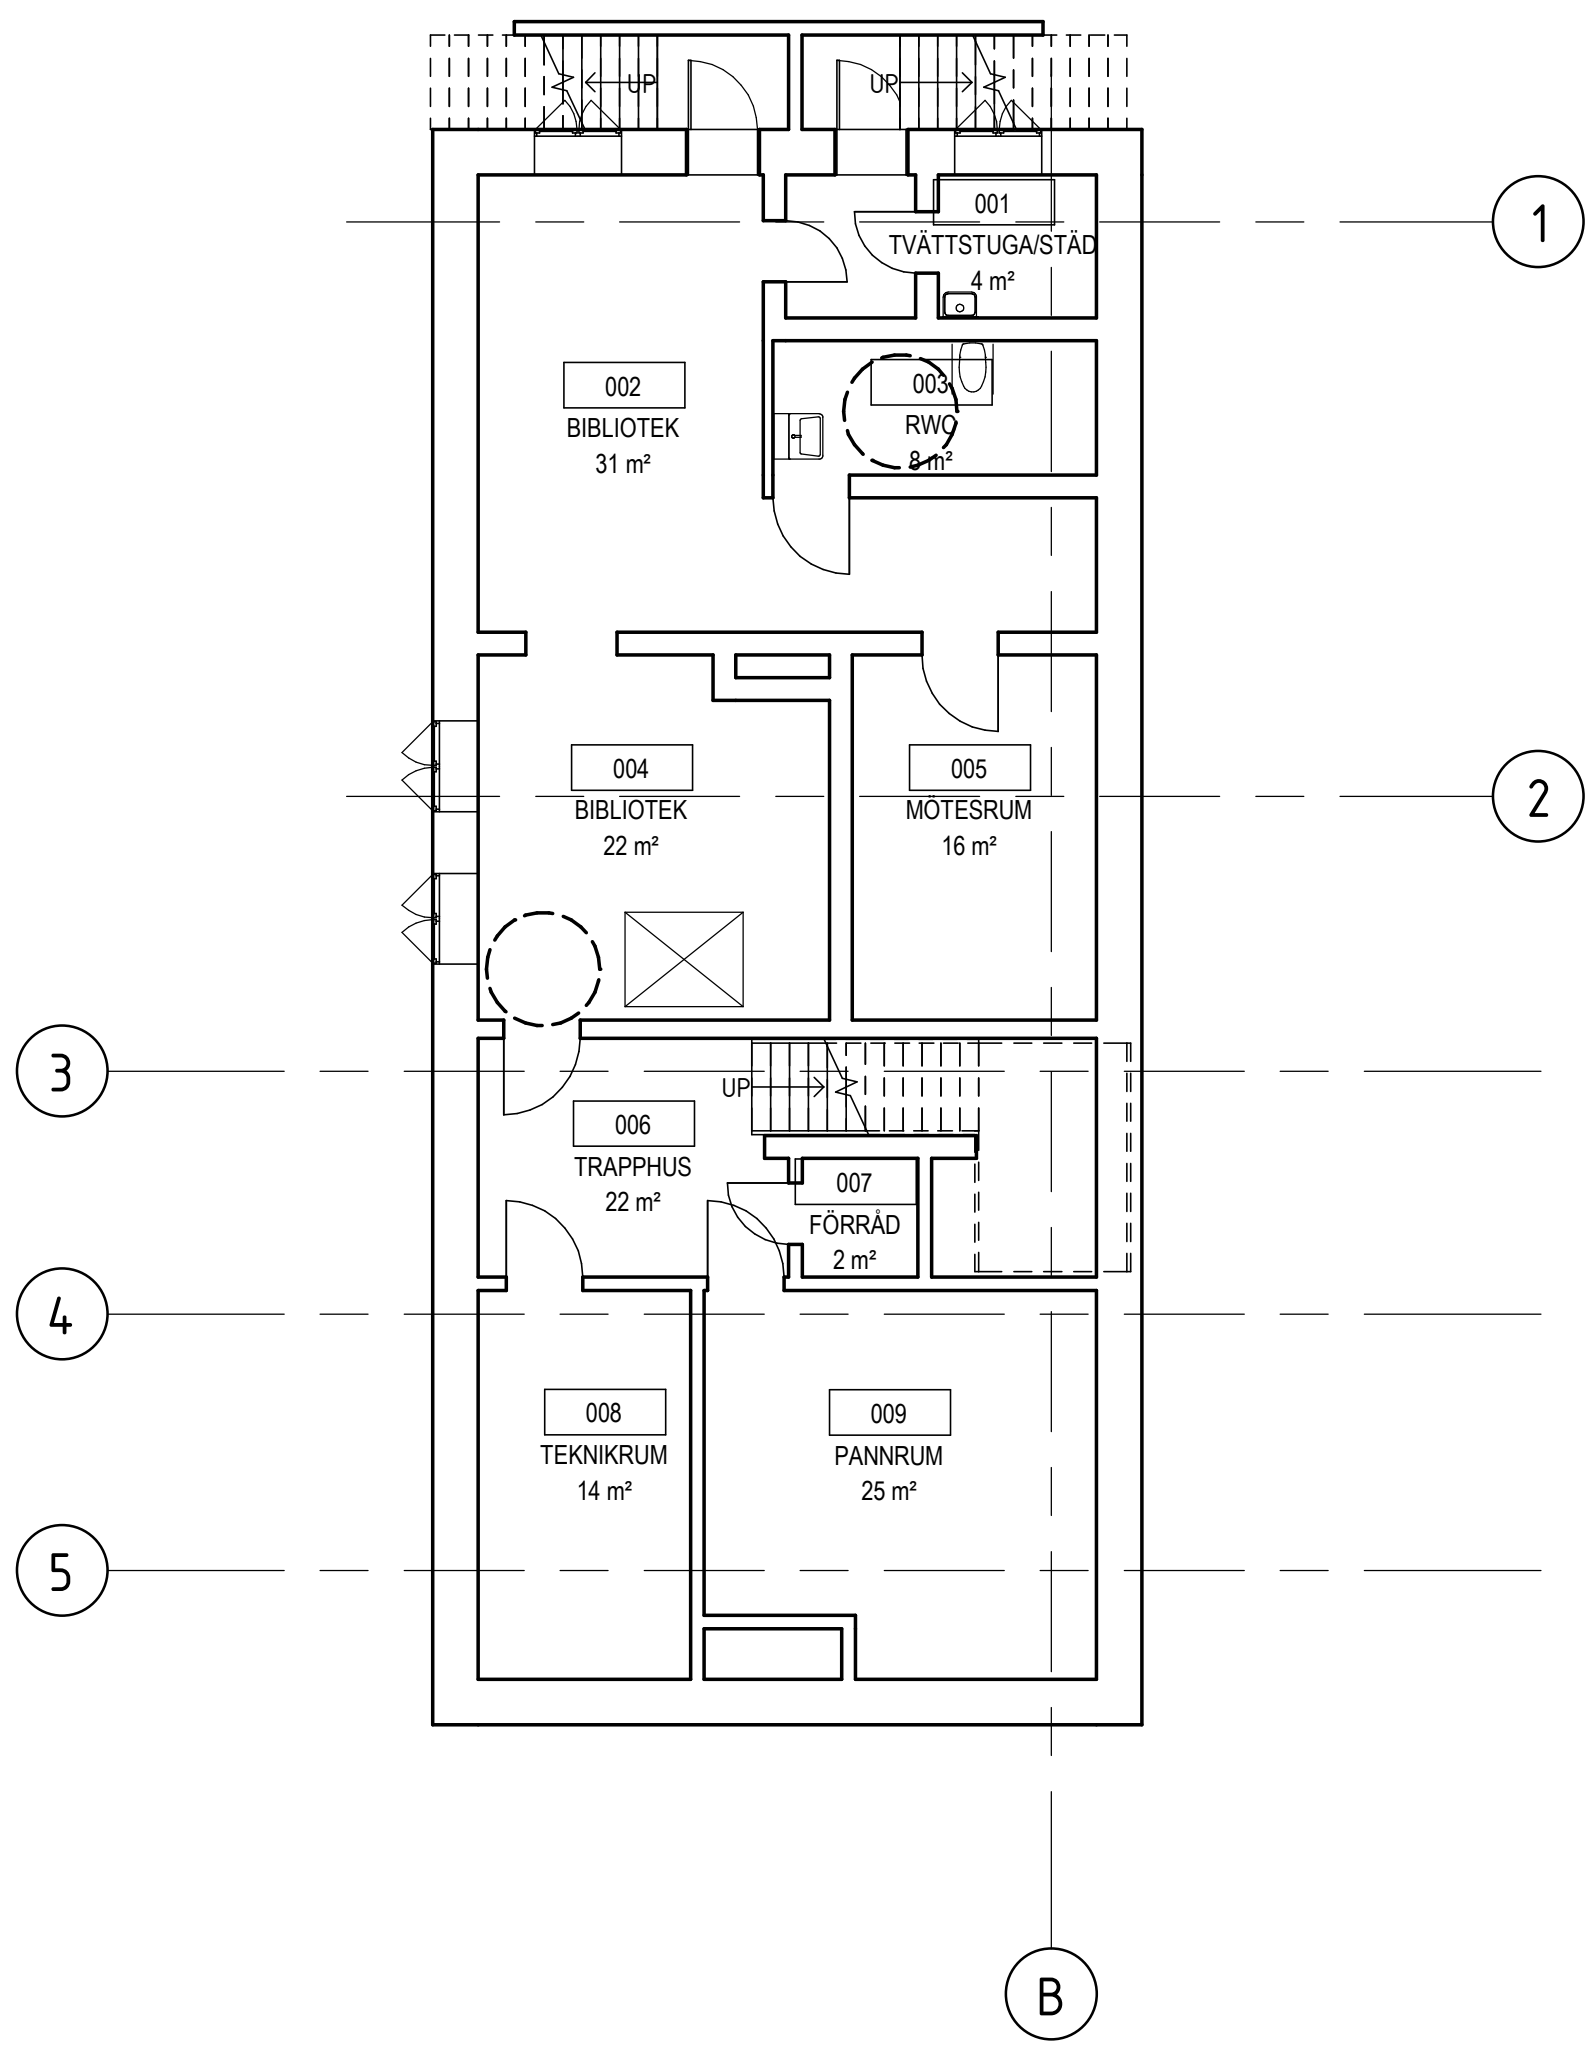 UP
UP
001
TVÄTTSTUGA/STÄD
4 m²
1
002
BIBLIOTEK
31 m²
003
RWC
8 m²
004
BIBLIOTEK
22 m²
005
MÖTESRUM
16 m²
2
3
UP
006
TRAPPHUS
22 m²
007
FÖRRÅD
2 m²
4
008
TEKNIKRUM
14 m²
009
PANNRUM
25 m²
5
B